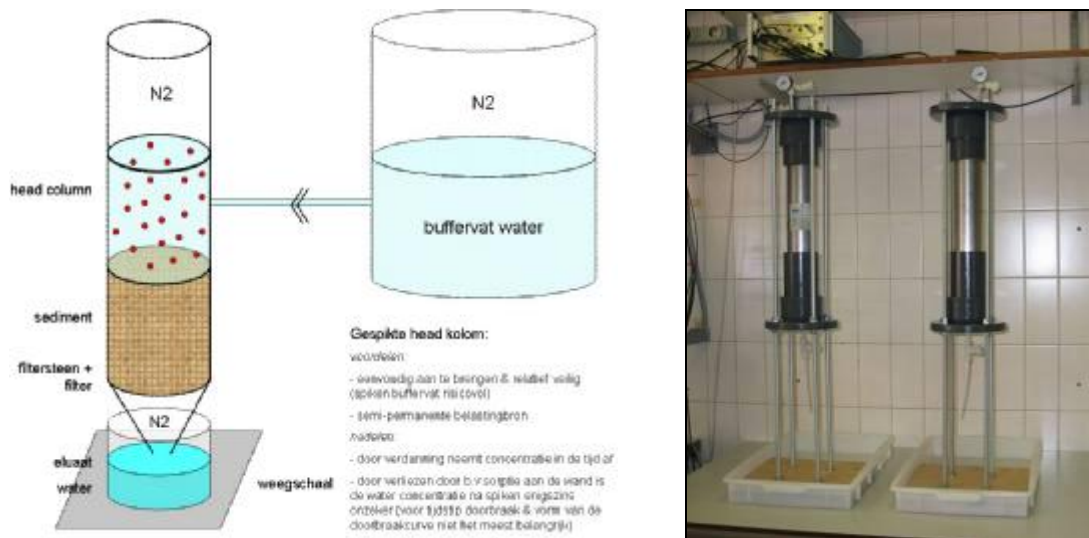 N2
N2
head column
buffervat water
sediment
Gespikte head kolom:
voordelen:
filtersteen +
filter
- eenvoudig aan te brengen & relatief veilig
(spiken buffervat risicovol)
- semi-permanente belastingbron
N2
nadelen:
eluaat
water
weegschaal
- door verdunning neemt concentratie in de tijd af
- door verliezen door b.v sorptie aan de wand is
de water concentratie na spiken enigszins
onzeker (voor tijdstip doorbraak & vorm van de
doorbraakcurve niet het meest belangrijk)